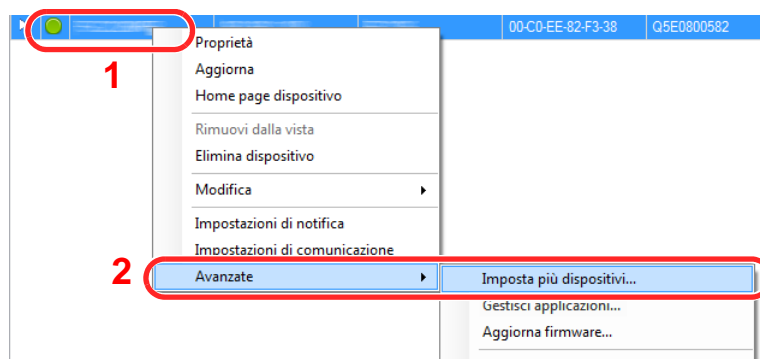 00-C0-EE-82-F3-38 Q5E0800582
1
Proprietà
Aggiorna
Home page dispositivo
Rimuovi dalla vista
Elimina dispositivo
Modifica
Impostazioni di notifica
Impostazioni di comunicazione
2
Avanzate
Imposta più dispositivi...
Gestisci applicazioni...
Aggiorna firmware...